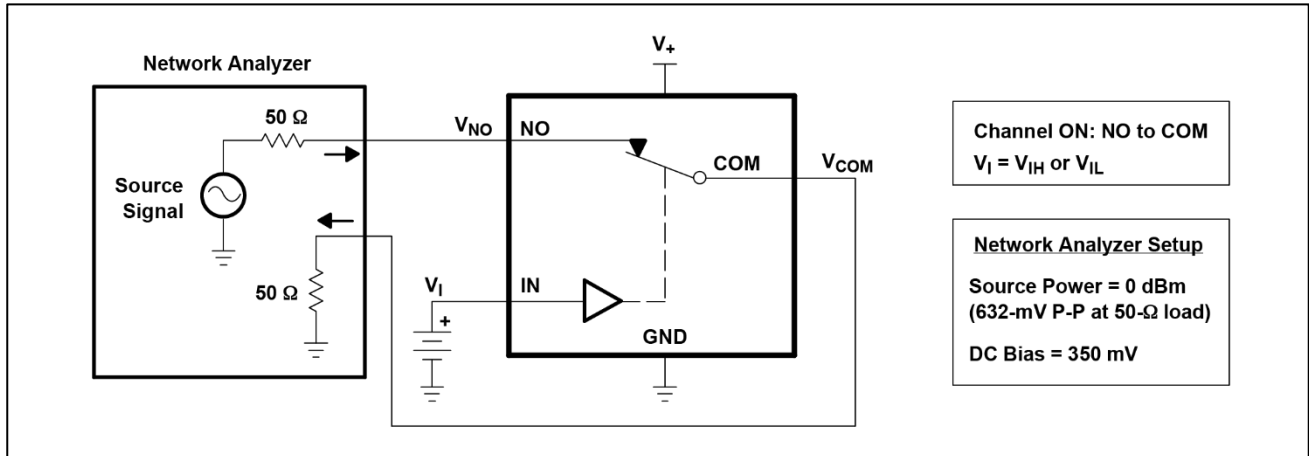 Network Analyzer
50 Ω
Source
Signal
50 Ω
V+
VNO
NO
COM
VCOM
VI
+
IN
GND
Channel ON: NO to COM
VI = VIH or VIL
Network Analyzer Setup
Source Power = 0 dBm
(632-mV P-P at 50-Ω load)
DC Bias = 350 mV